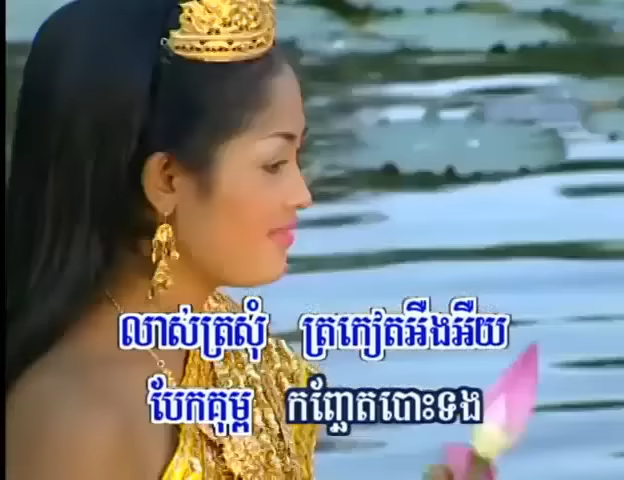 លាស់ត្រសុំ ត្រកៀតអឺងអឺយ
បែកគុម្ព កញ្ឆែតបោះទង